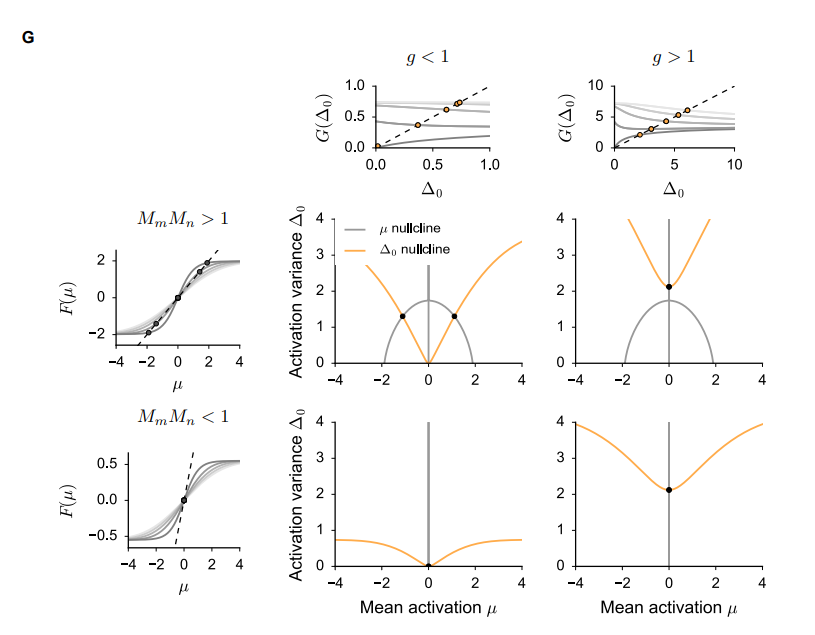 G
g < 1
g > 1
G(Δ₀)
1.0
0.5
0.0
0.0 0.5 1.0
Δ₀
G(Δ₀)
10
5
0
0 5 10
Δ₀
MₘMₙ > 1
F(μ)
2
0
−2
−4 −2 0 2 4
μ
Activation variance Δ₀
4
3
2
1
0
μ nullcline
Δ₀ nullcline
−4 −2 0 2 4
4
3
2
1
0
−4 −2 0 2 4
MₘMₙ < 1
F(μ)
0.5
0.0
−0.5
−4 −2 0 2 4
μ
Activation variance Δ₀
4
3
2
1
0
−4 −2 0 2 4
Mean activation μ
4
3
2
1
0
−4 −2 0 2 4
Mean activation μ